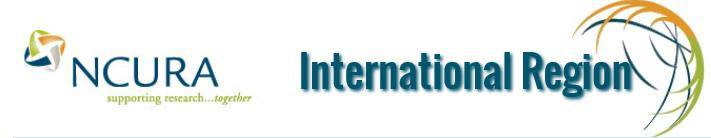 NCURA
supporting research...together
International Region